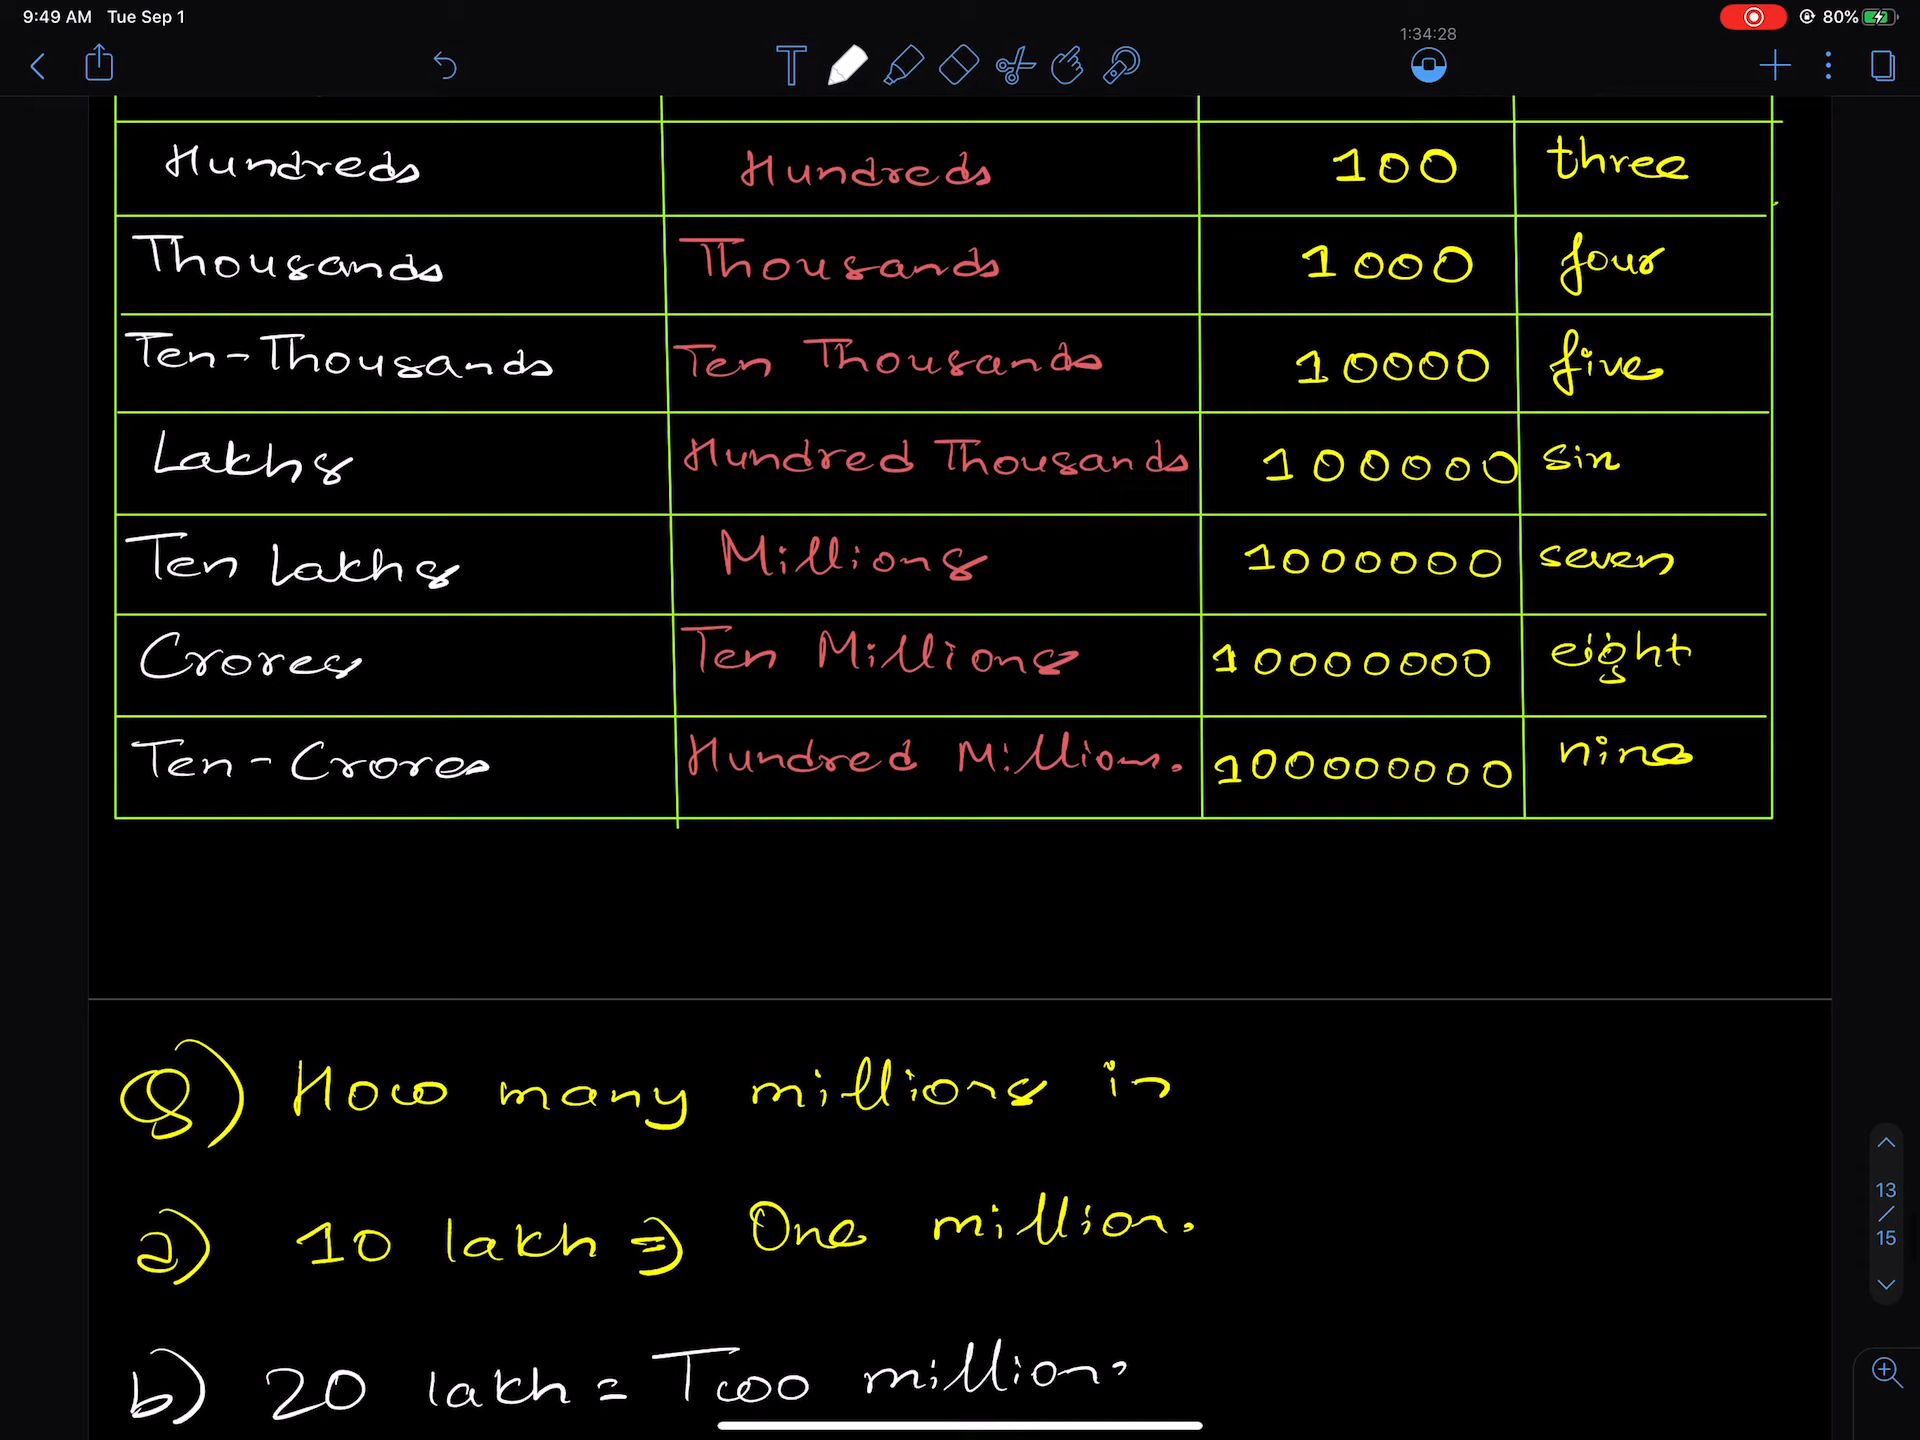 9:49 AM Tue Sep 1
80%
1:34:28
Hundreds Hundreds 100 three
Thousands Thousands 1000 four
Ten-Thousands Ten Thousands 10000 five
Lakhs Hundred Thousands 100000 six
Ten Lakhs Millions 1000000 seven
Crores Ten Millions 10000000 eight
Ten-Crores Hundred Millions. 100000000 nine
Q) How many millions in
a) 10 lakh ⇒ One million.
13
/
15
b) 20 lakh = Two million.